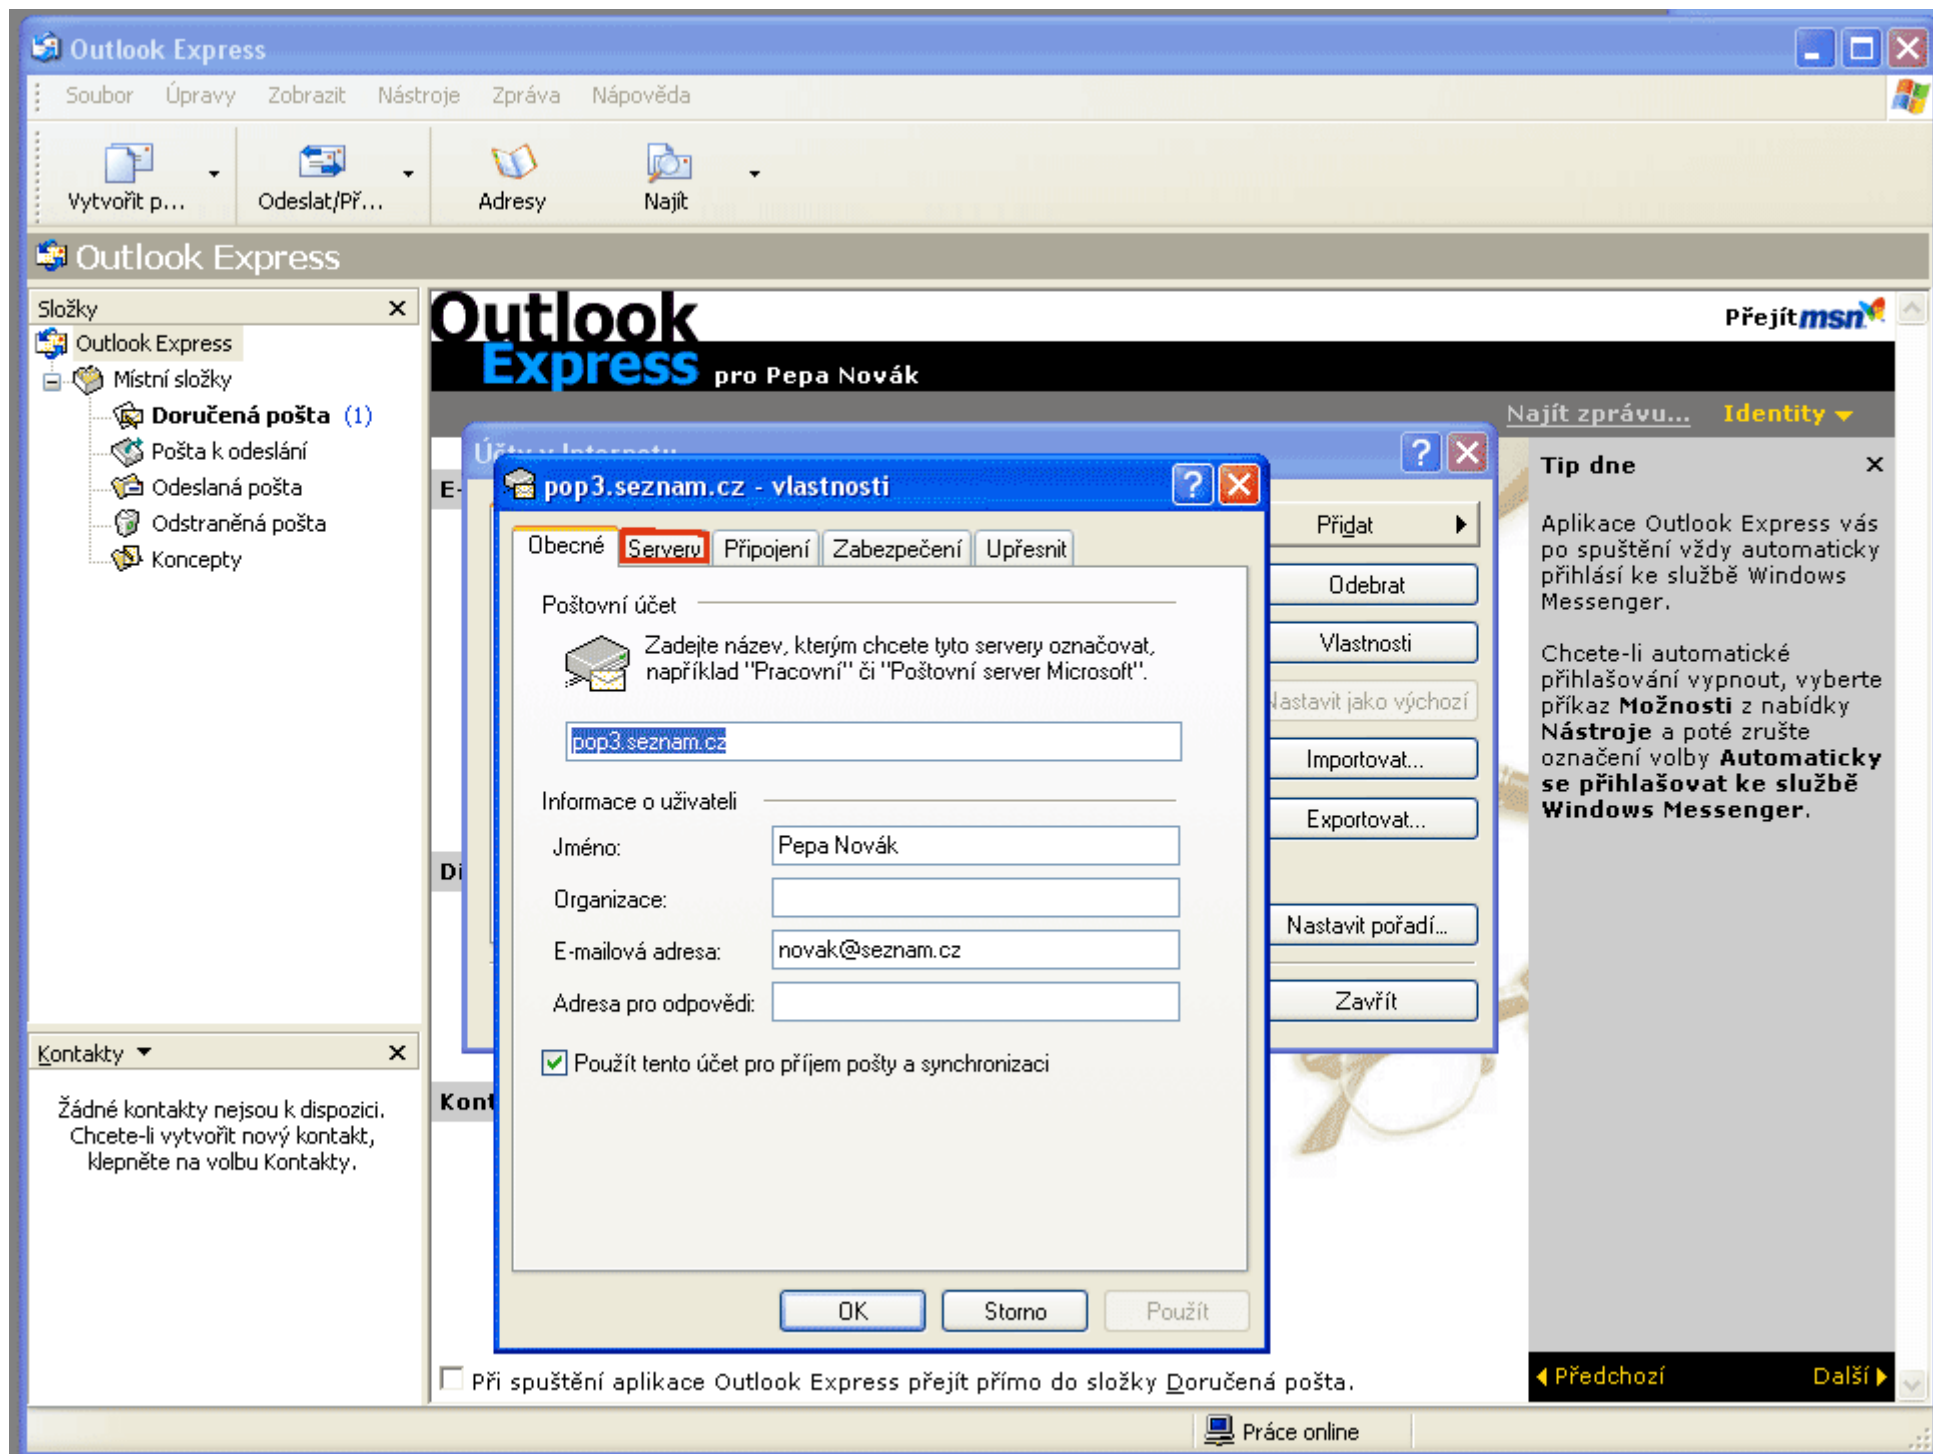 Outlook Express
Soubor Úpravy Zobrazit Nástroje Zpráva Nápověda
Vytvořit p... Odeslat/Př... Adresy Najít
Outlook Express
Složky
Outlook Express
Místní složky
Doručená pošta (1)
Pošta k odeslání
Odeslaná pošta
Odstraněná pošta
Koncepty
Kontakty
Žádné kontakty nejsou k dispozici.
Chcete-li vytvořit nový kontakt,
klepněte na volbu Kontakty.
Outlook
Express pro Pepa Novák
Přejít msn
Najít zprávu... Identity
Účty v Internetu
E-
Di
Kont
pop3.seznam.cz - vlastnosti
Obecné Servery Připojení Zabezpečení Upřesnit
Poštovní účet
Zadejte název, kterým chcete tyto servery označovat,
například "Pracovní" či "Poštovní server Microsoft".
pop3.seznam.cz
Informace o uživateli
Jméno: Pepa Novák
Organizace:
E-mailová adresa: novak@seznam.cz
Adresa pro odpovědi:
Použít tento účet pro příjem pošty a synchronizaci
OK Storno Použít
Přidat
Odebrat
Vlastnosti
Nastavit jako výchozí
Importovat...
Exportovat...
Nastavit pořadí...
Zavřít
Tip dne
Aplikace Outlook Express vás
po spuštění vždy automaticky
přihlásí ke službě Windows
Messenger.
Chcete-li automatické
přihlašování vypnout, vyberte
příkaz Možnosti z nabídky
Nástroje a poté zrušte
označení volby Automaticky
se přihlašovat ke službě
Windows Messenger.
Předchozí Další
Při spuštění aplikace Outlook Express přejít přímo do složky Doručená pošta.
Práce online